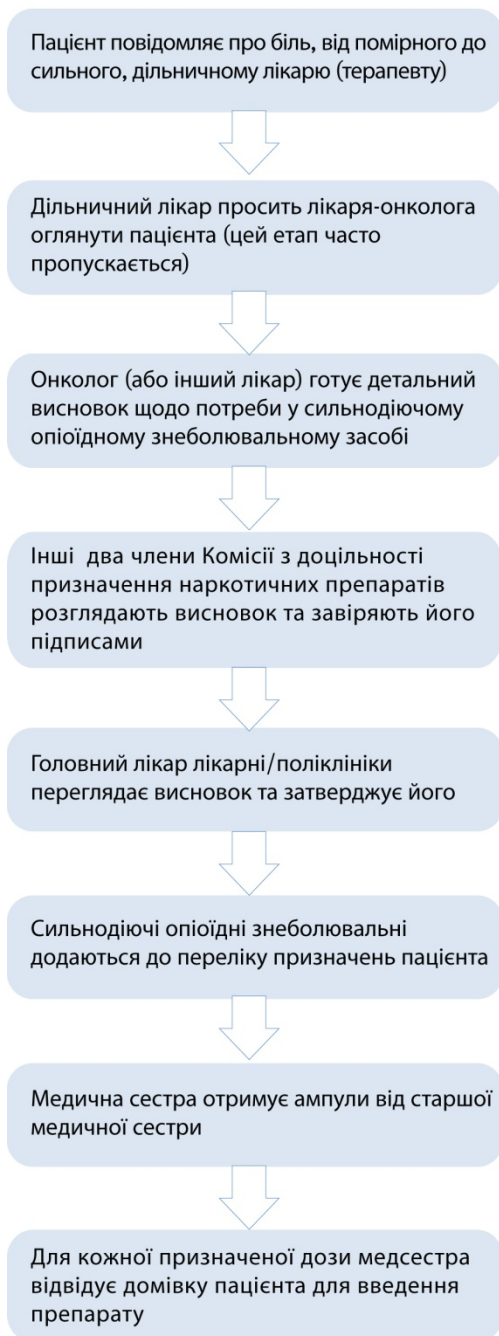 Пацієнт повідомляє про біль, від помірного до
сильного, дільничному лікарю (терапевту)
Дільничний лікар просить лікаря-онколога
оглянути пацієнта (цей етап часто
пропускається)
Онколог (або інший лікар) готує детальний
висновок щодо потреби у сильнодіючому
опіоїдному знеболювальному засобі
Інші два члени Комісії з доцільності
призначення наркотичних препаратів
розглядають висновок та завіряють його
підписами
Головний лікар лікарні/поліклініки
переглядає висновок та затверджує його
Сильнодіючі опіоїдні знеболювальні
додаються до переліку призначень пацієнта
Медична сестра отримує ампули від старшої
медичної сестри
Для кожної призначеної дози медсестра
відвідує домівку пацієнта для введення
препарату